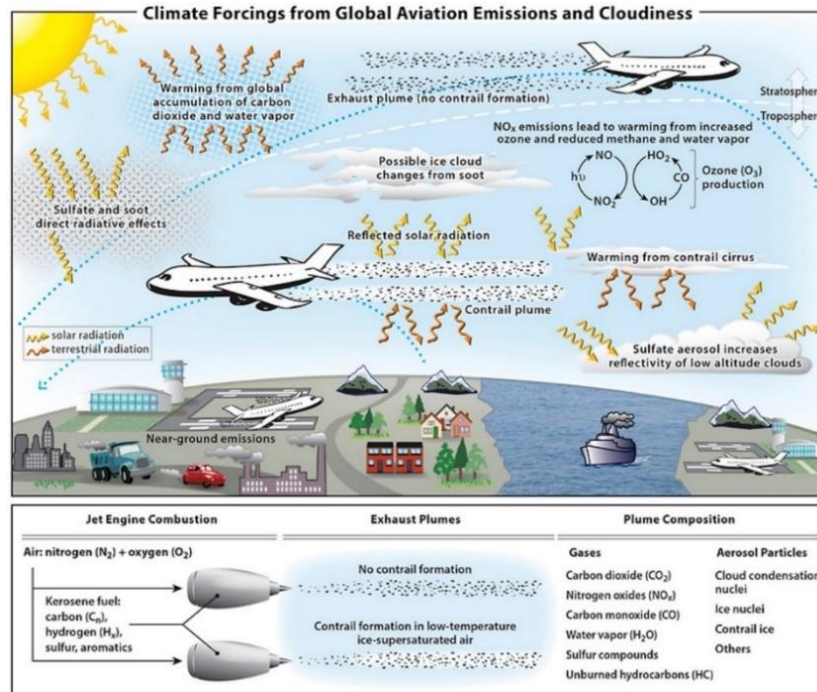 Climate Forcings from Global Aviation Emissions and Cloudiness
Warming from global
accumulation of carbon
dioxide and water vapor
Exhaust plume (no contrail formation)
Stratospher
Tropospher
NOx emissions lead to warming from increased
ozone and reduced methane and water vapor
Possible ice cloud
changes from soot
NO
hυ
NO₂
HO₂
CO
OH
Ozone (O₃)
production
Sulfate and soot
direct radiative effects
Reflected solar radiation
Warming from contrail cirrus
Contrail plume
solar radiation
terrestrial radiation
Sulfate aerosol increases
reflectivity of low altitude clouds
Near-ground emissions
Jet Engine Combustion
Air: nitrogen (N₂) + oxygen (O₂)
Kerosene fuel:
carbon (Cₙ),
hydrogen (Hₓ),
sulfur, aromatics
Exhaust Plumes
No contrail formation
Contrail formation in low-temperature
ice-supersaturated air
Plume Composition
Gases
Carbon dioxide (CO₂)
Nitrogen oxides (NOₓ)
Carbon monoxide (CO)
Water vapor (H₂O)
Sulfur compounds
Unburned hydrocarbons (HC)
Aerosol Particles
Cloud condensation
nuclei
Ice nuclei
Contrail ice
Others